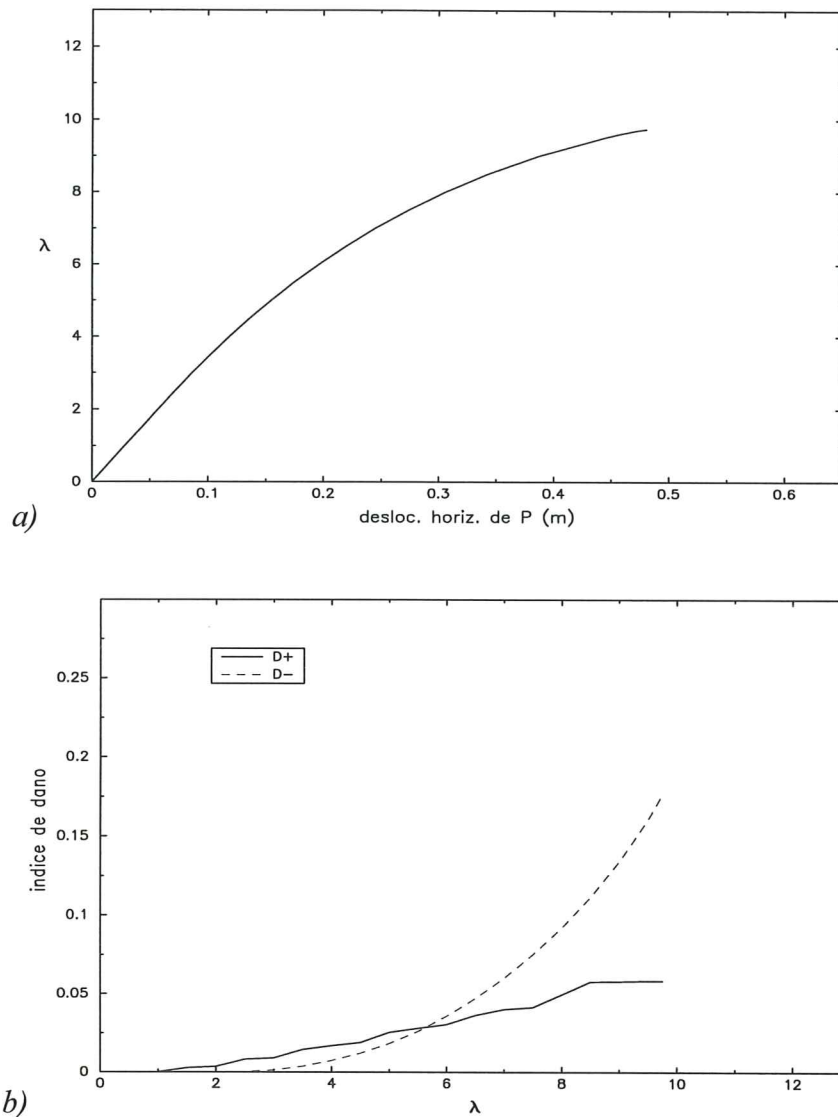 12
10
8
λ
6
4
2
0
0 0.1 0.2 0.3 0.4 0.5 0.6
desloc. horiz. de P (m)
a)
D+
D−
0.25
0.2
indice de dano
0.15
0.1
0.05
0
0 2 4 6 8 10 12
λ
b)